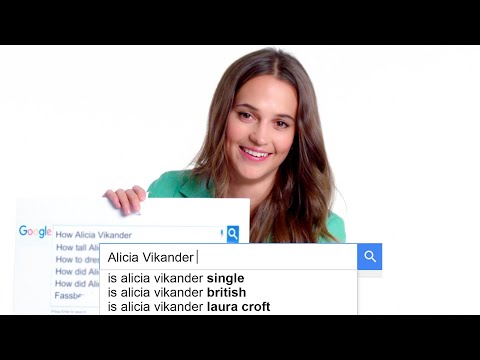 Google
How Alicia Vikander
How tall Ali
How to dre
How did Ali
How did Ali
Fassbe
Alicia Vikander
is alicia vikander single
is alicia vikander british
is alicia vikander laura croft